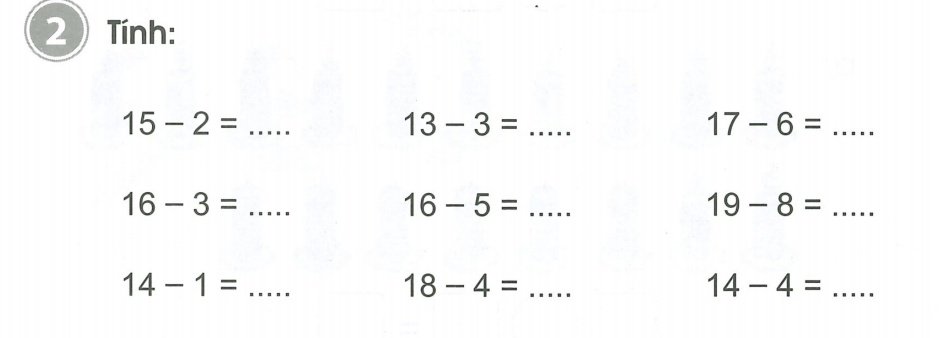 2 Tính:
15 – 2 = ..... 13 – 3 = ..... 17 – 6 = .....
16 – 3 = ..... 16 – 5 = ..... 19 – 8 = .....
14 – 1 = ..... 18 – 4 = ..... 14 – 4 = .....